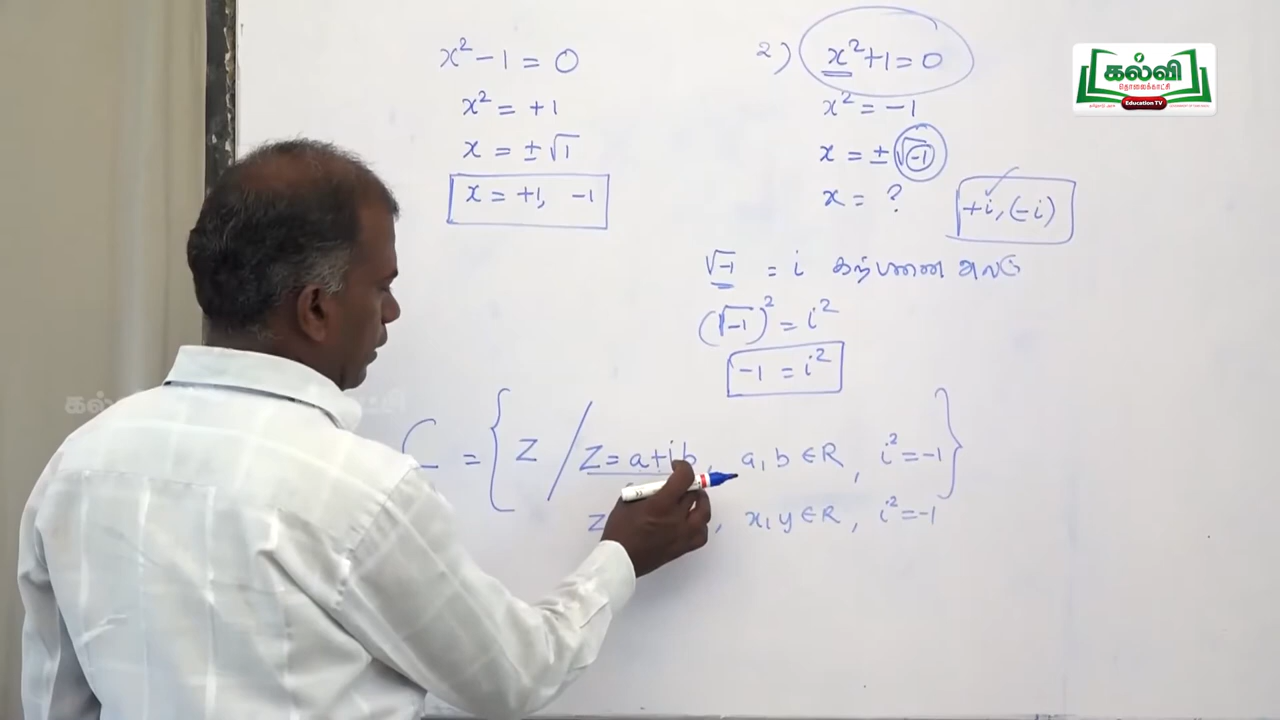 x² - 1 = 0
x² = +1
x = ± √1
x = +1, -1
2) x² + 1 = 0
x² = -1
x = ± √-1
x = ?
+i, (-i)
√-1 = i கற்பனை அலகு
(√-1)² = i²
-1 = i²
C = { Z / Z = a+ib, a, b ∈ R, i² = -1 }
z , x, y ∈ R, i² = -1
கல்வி
தொலைக்காட்சி
Education TV